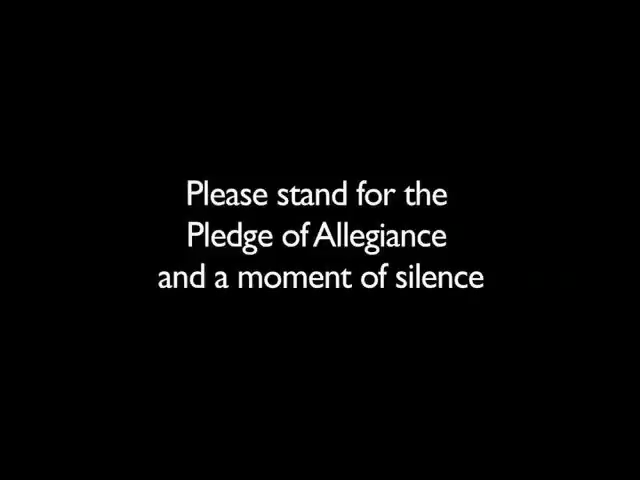 Please stand for the
Pledge of Allegiance
and a moment of silence